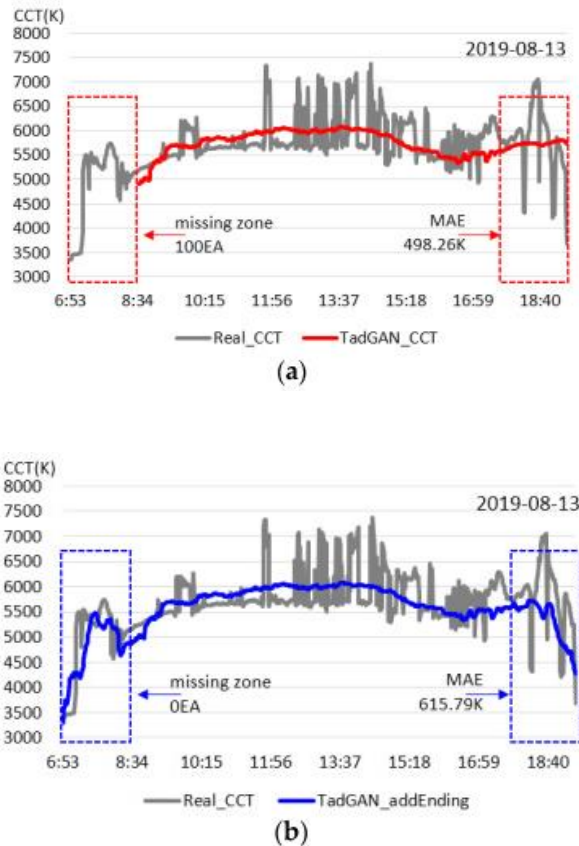 CCT(K)
8000
2019-08-13
7500
7000
6500
6000
5500
5000
4500
4000
3500
3000
missing zone
100EA
MAE
498.26K
6:53 8:34 10:15 11:56 13:37 15:18 16:59 18:40
Real_CCT TadGAN_CCT
(a)
CCT(K)
8000
2019-08-13
7500
7000
6500
6000
5500
5000
4500
4000
3500
3000
missing zone
0EA
MAE
615.79K
6:53 8:34 10:15 11:56 13:37 15:18 16:59 18:40
Real_CCT TadGAN_addEnding
(b)